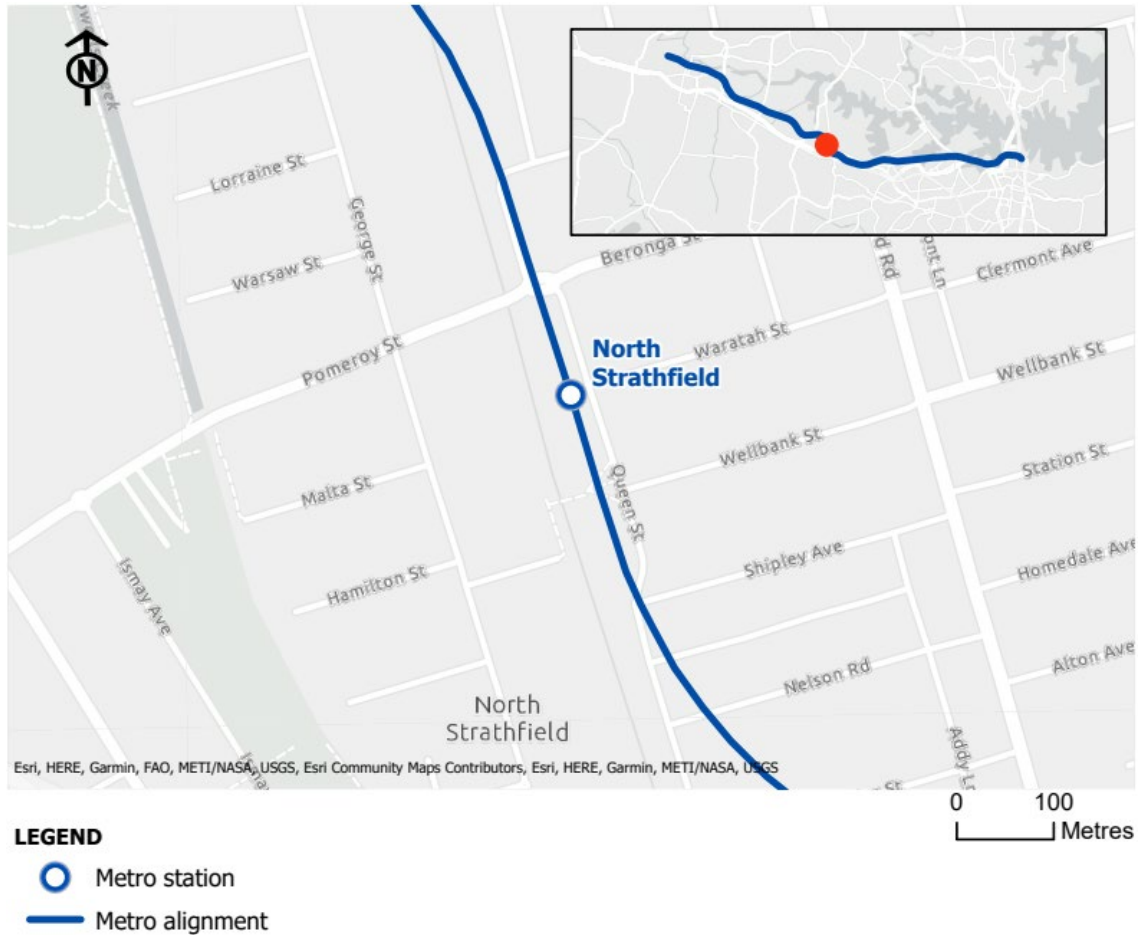 N
Lorraine St
George St
Warsaw St
Beronga St
Clermont Ave
Pomeroy St
Waratah St
North
Strathfield
Wellbank St
Wellbank St
Station St
Queen St
Malta St
Shipley Ave
Homedale Ave
Ismay Ave
Hamilton St
Nelson Rd
Alton Ave
North
Strathfield
Addy Ln
Esri, HERE, Garmin, FAO, METI/NASA, USGS, Esri Community Maps Contributors, Esri, HERE, Garmin, METI/NASA, USGS
0 100
Metres
LEGEND
Metro station
Metro alignment